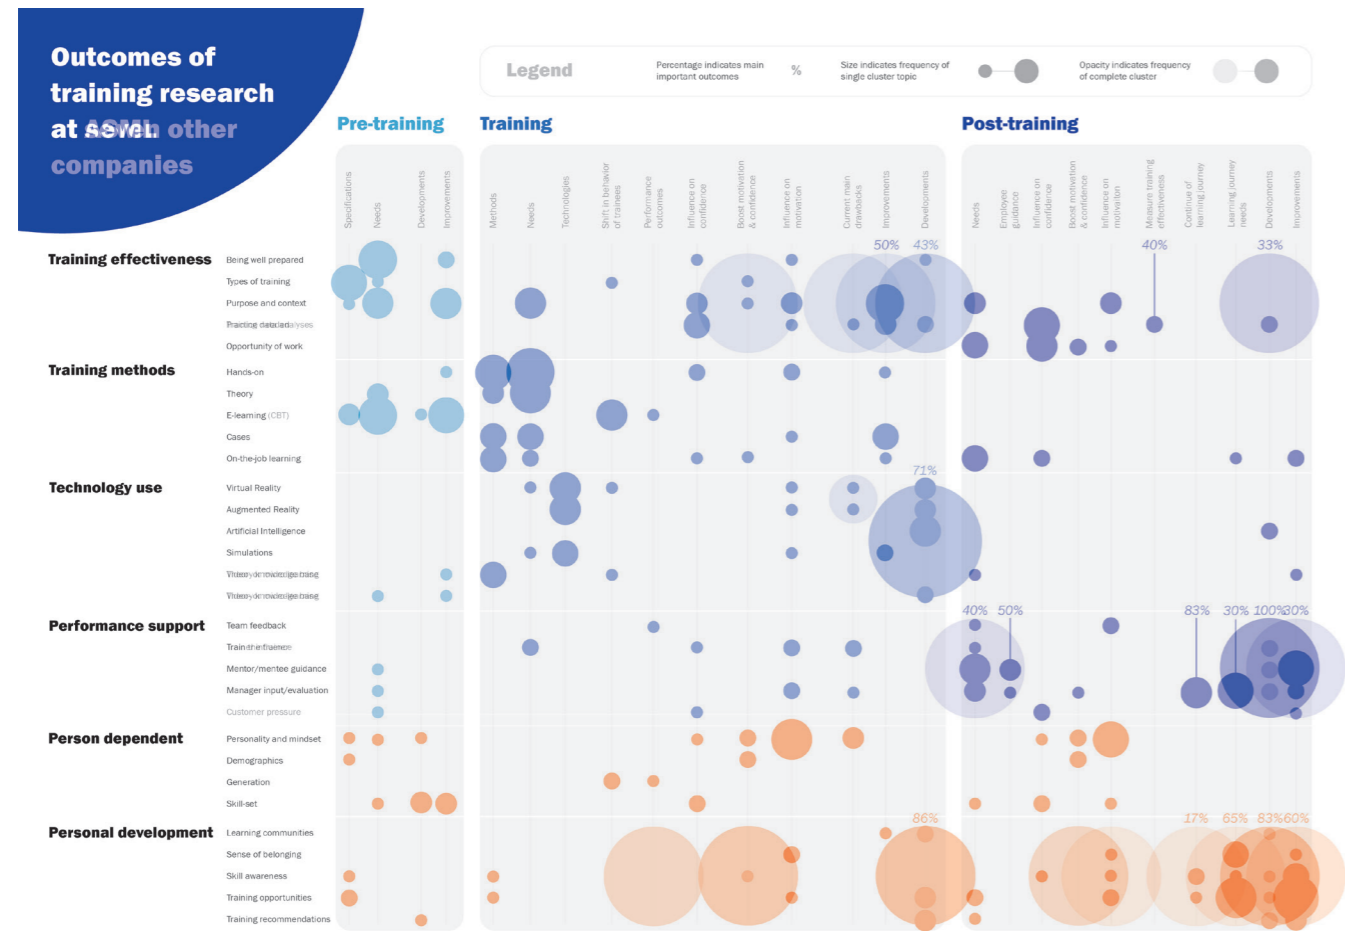 Outcomes of
training research
at other
companies
Legend
Percentage indicates main
important outcomes
%
Size indicates frequency of
single cluster topic
Opacity indicates frequency
of complete cluster
Pre-training
Training
Post-training
Specifications
Needs
Developments
Improvements
Methods
Needs
Technologies
Shift in behavior
of trainees
Performance
outcomes
Influence on
confidence
Boost motivation
& confidence
Influence on
motivation
Current main
drawbacks
Improvements
Developments
Needs
Employee
guidance
Influence on
confidence
Boost motivation
& confidence
Influence on
motivaiton
Measure training
effectiveness
Continue of
learning journey
Learning journey
needs
Developments
Improvements
50% 43% 40% 33%
Training effectiveness
Being well prepared
Types of training
Purpose and context
Opportunity of work
Training methods
Hands-on
Theory
E-learning (CBT)
Cases
On-the-job learning
71%
Technology use
Virtual Reality
Augmented Reality
Artificial Intelligence
Simulations
40% 50% 83% 30% 100% 30%
Performance support
Team feedback
Mentor/mentee guidance
Manager input/evaluation
Customer pressure
Person dependent
Personality and mindset
Demographics
Generation
Skill-set
86% 17% 65% 83% 60%
Personal development
Learning communities
Sense of belonging
Skill awareness
Training opportunities
Training recommendations